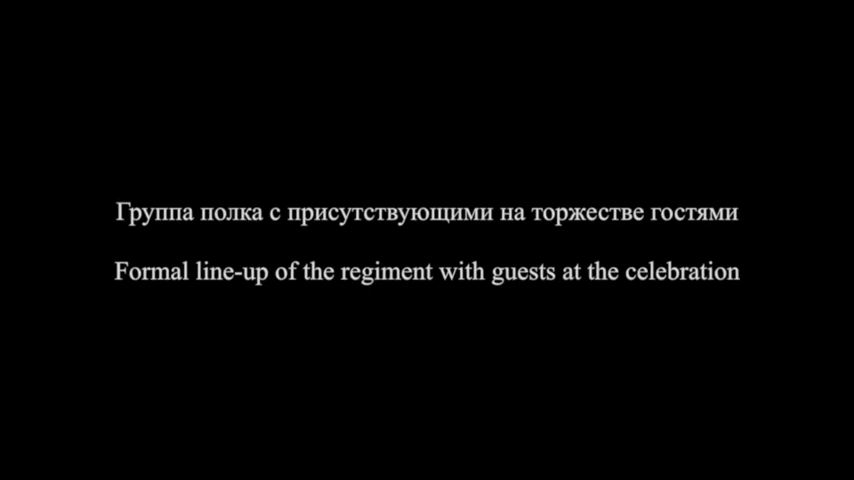 Группа полка с присутствующими на торжестве гостями
Formal line-up of the regiment with guests at the celebration